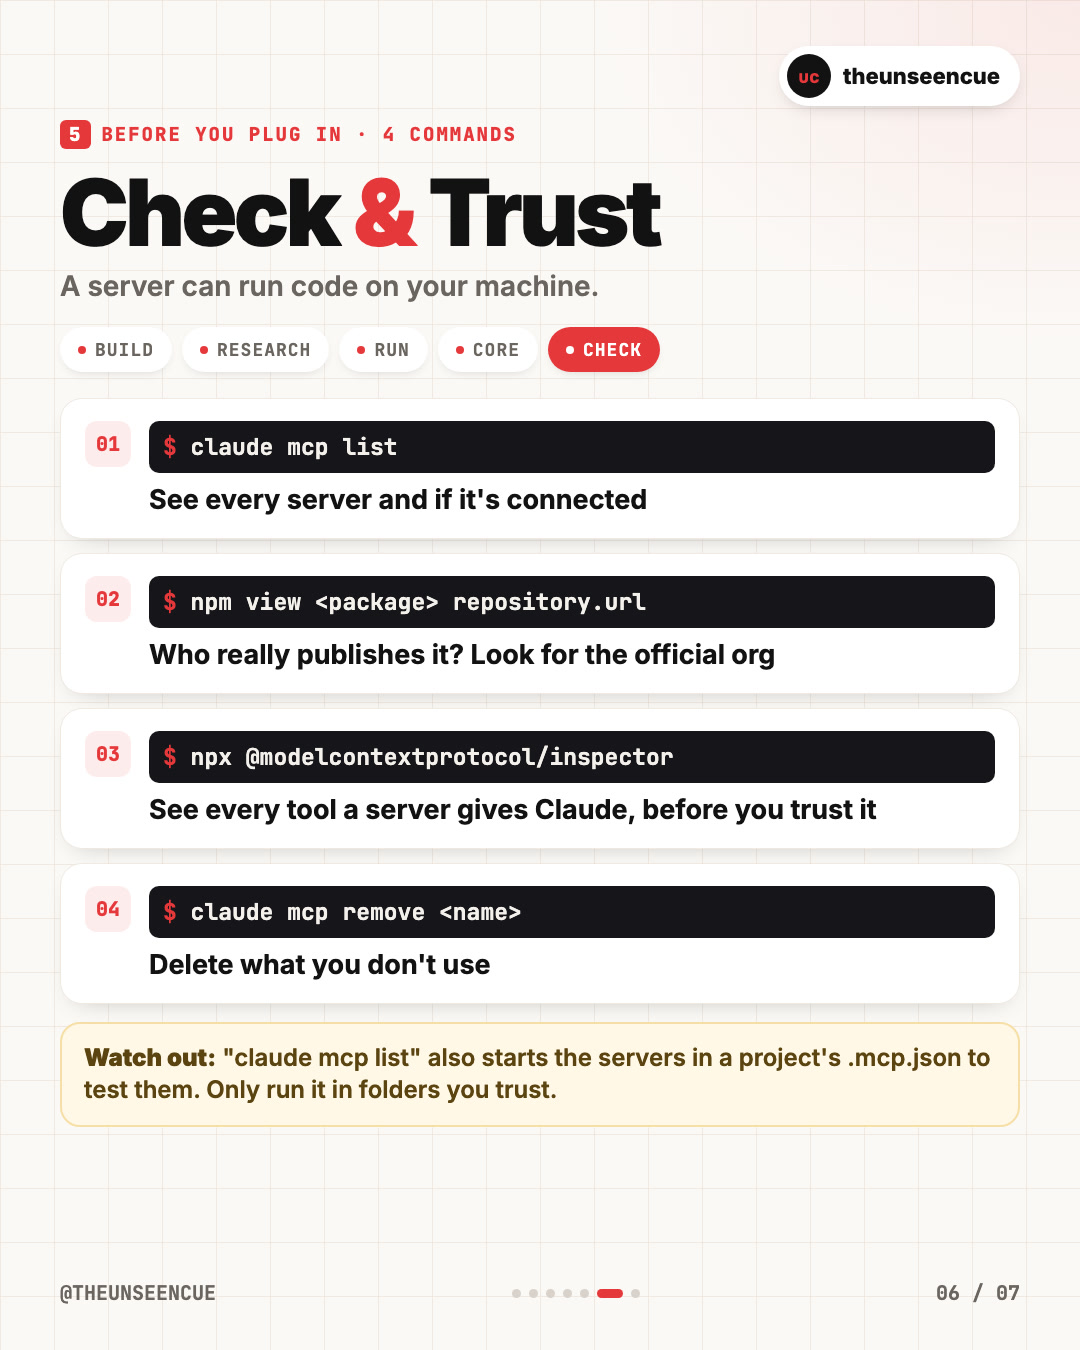 uc theunseencue
5 BEFORE YOU PLUG IN · 4 COMMANDS
Check & Trust
A server can run code on your machine.
BUILD RESEARCH RUN CORE CHECK
01 $ claude mcp list
See every server and if it's connected
02 $ npm view <package> repository.url
Who really publishes it? Look for the official org
03 $ npx @modelcontextprotocol/inspector
See every tool a server gives Claude, before you trust it
04 $ claude mcp remove <name>
Delete what you don't use
Watch out: "claude mcp list" also starts the servers in a project's .mcp.json to
test them. Only run it in folders you trust.
@THEUNSEENCUE 06 / 07